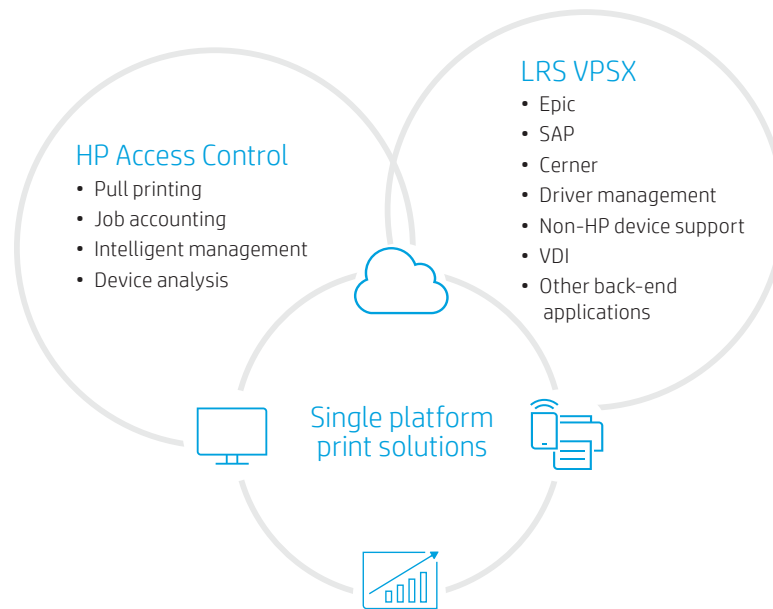 HP Access Control
• Pull printing
• Job accounting
• Intelligent management
• Device analysis
LRS VPSX
• Epic
• SAP
• Cerner
• Driver management
• Non-HP device support
• VDI
• Other back-end
applications
Single platform
print solutions